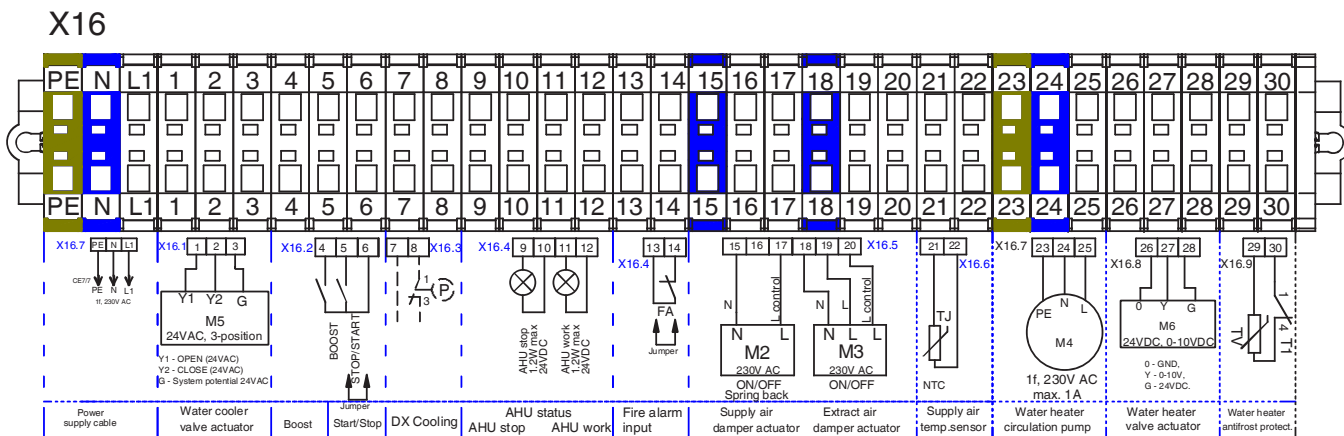 X16
PE N L1 1 2 3 4 5 6 7 8 9 10 11 12 13 14 15 16 17 18 19 20 21 22 23 24 25 26 27 28 29 30
PE N L1 1 2 3 4 5 6 7 8 9 10 11 12 13 14 15 16 17 18 19 20 21 22 23 24 25 26 27 28 29 30
X16.7 PE N L1
CE7/7
PE N L1
1f, 230V AC
Power
supply cable
X16.1 1 2 3
Y1 Y2 G
M5
24VAC, 3-position
Y1 - OPEN (24VAC)
Y2 - CLOSE (24VAC)
G - System potential 24VAC
Water cooler
valve actuator
X16.2 4 5 6
BOOST
STOP/START
Jumper
Boost
Start/Stop
7 8 X16.3
1
3
P
DX Cooling
X16.4 9 10 11 12
AHU stop
1.2W max
24VDC
AHU work
1.2W max
24VDC
AHU status
AHU stop AHU work
13 14
X16.4
FA
Jumper
Fire alarm
input
15 16 17 18 19 20 X16.5
N L L control
N L
M2
230V AC
ON/OFF
Spring back
Supply air
damper actuator
N L L control
N L
M3
230V AC
ON/OFF
Extract air
damper actuator
21 22
X16.6
TJ
NTC
Supply air
temp.sensor
X16.7
23 24 25
PE N L
M4
1f, 230V AC
max. 1A
Water heater
circulation pump
26 27 28
X16.8
0 Y G
M6
24VDC, 0-10VDC
0 - GND,
Y - 0-10V,
G - 24VDC.
Water heater
valve actuator
29 30
X16.9
1
4
TV
T1
Water heater
antifrost protect.